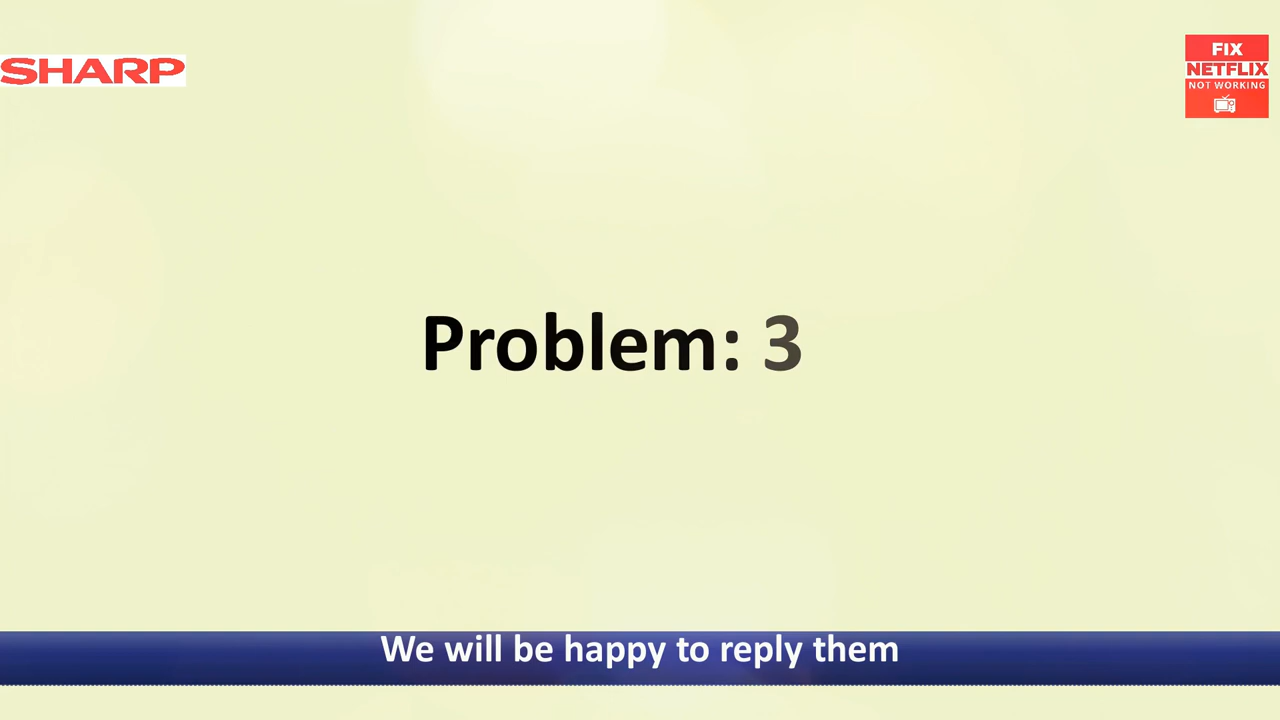 SHARP
FIX
NETFLIX
NOT WORKING
Problem: 3
We will be happy to reply them